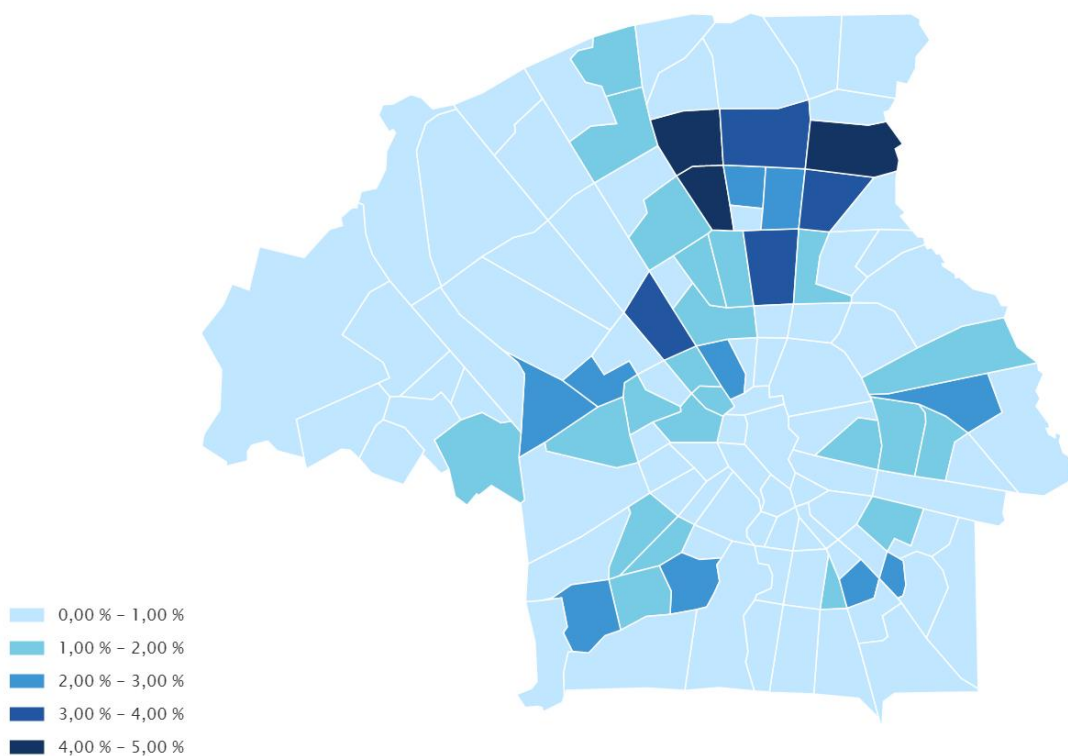 0,00 % – 1,00 %
1,00 % – 2,00 %
2,00 % – 3,00 %
3,00 % – 4,00 %
4,00 % – 5,00 %